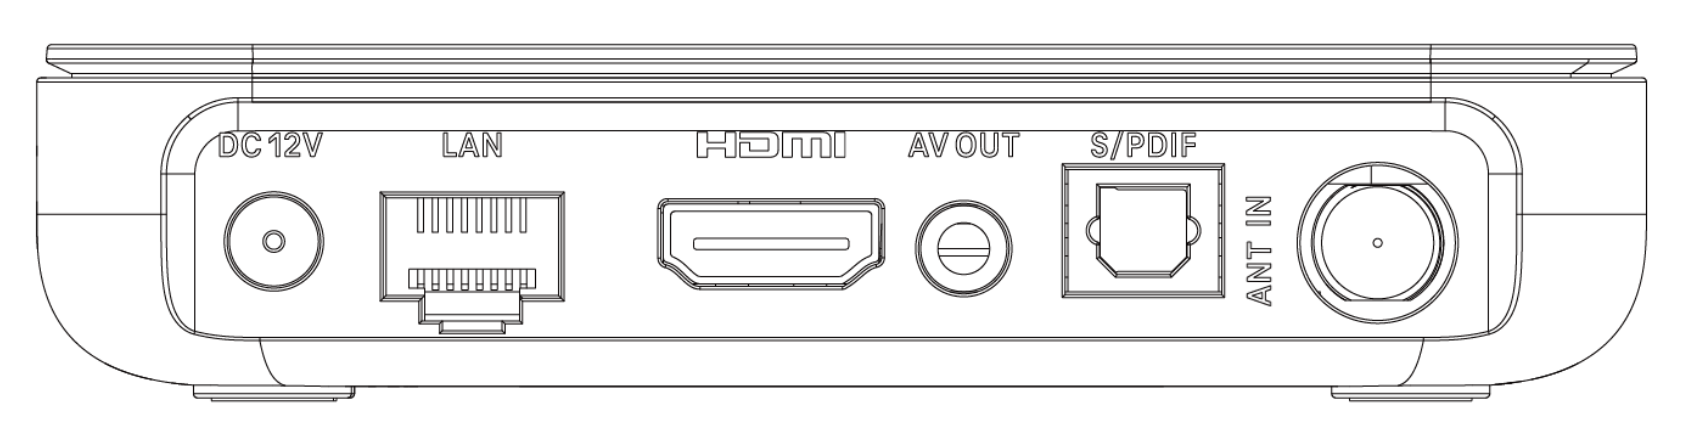 DC 12V
LAN
HDMI
AV OUT
S/PDIF
ANT IN